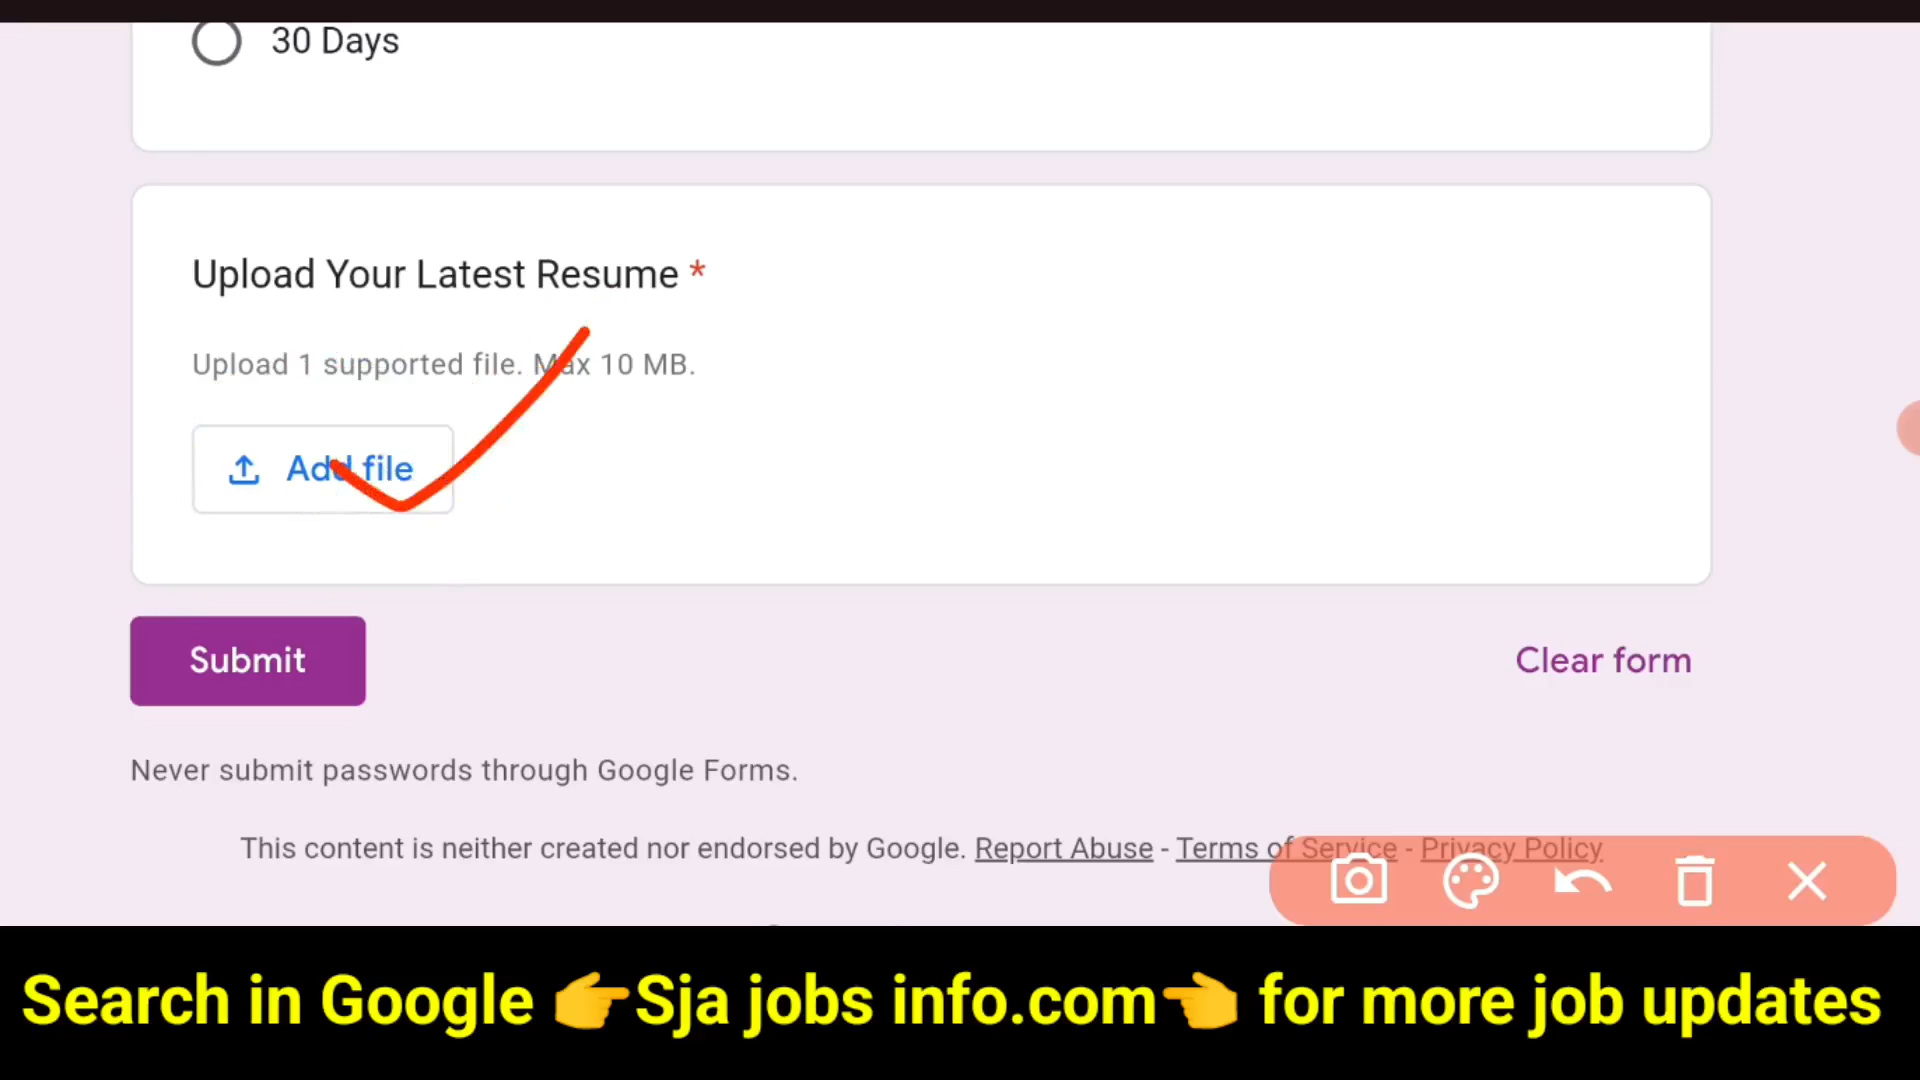 30 Days
Upload Your Latest Resume *
Upload 1 supported file. Max 10 MB.
Add file
Submit
Clear form
Never submit passwords through Google Forms.
This content is neither created nor endorsed by Google. Report Abuse - Terms of Service - Privacy Policy
Search in Google 👉Sja jobs info.com👈 for more job updates